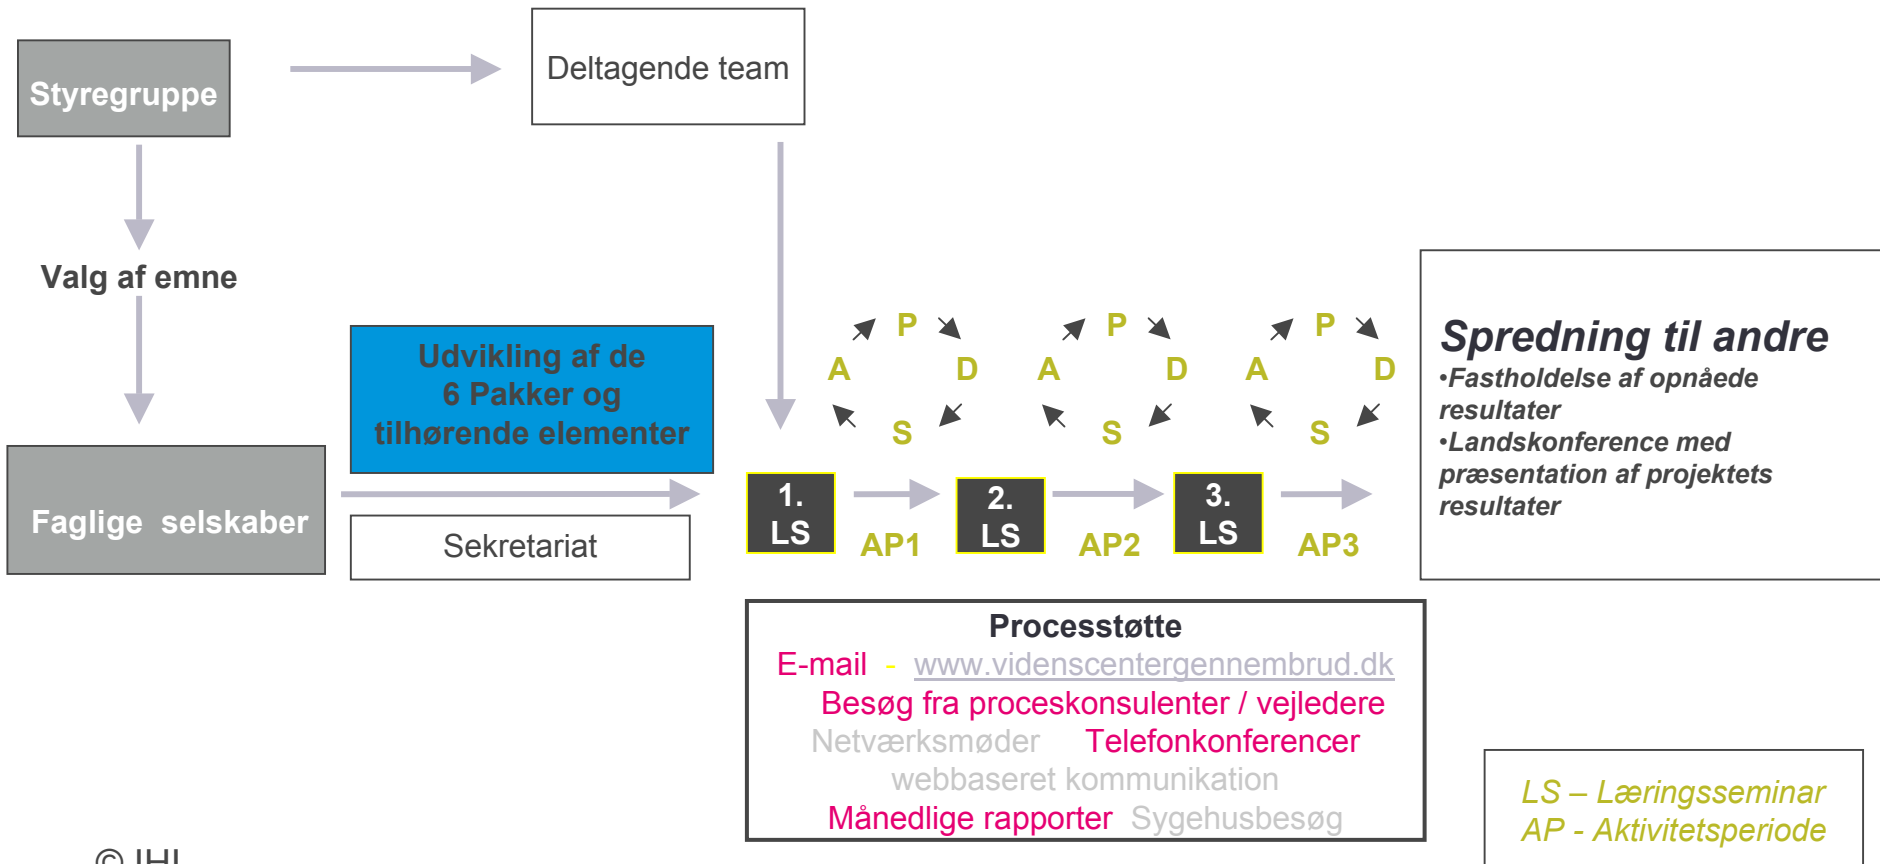 Styregruppe
Deltagende team
Valg af emne
Udvikling af de
6 Pakker og
tilhørende elementer
Faglige selskaber
Sekretariat
P
A
D
S
P
A
D
S
P
A
D
S
1.
LS
AP1
2.
LS
AP2
3.
LS
AP3
Spredning til andre
•Fastholdelse af opnåede
resultater
•Landskonference med
præsentation af projektets
resultater
Processtøtte
E-mail - www.videnscentergennembrud.dk
Besøg fra proceskonsulenter / vejledere
Netværksmøder Telefonkonferencer
webbaseret kommunikation
Månedlige rapporter Sygehusbesøg
LS – Læringsseminar
AP - Aktivitetsperiode
© IHI